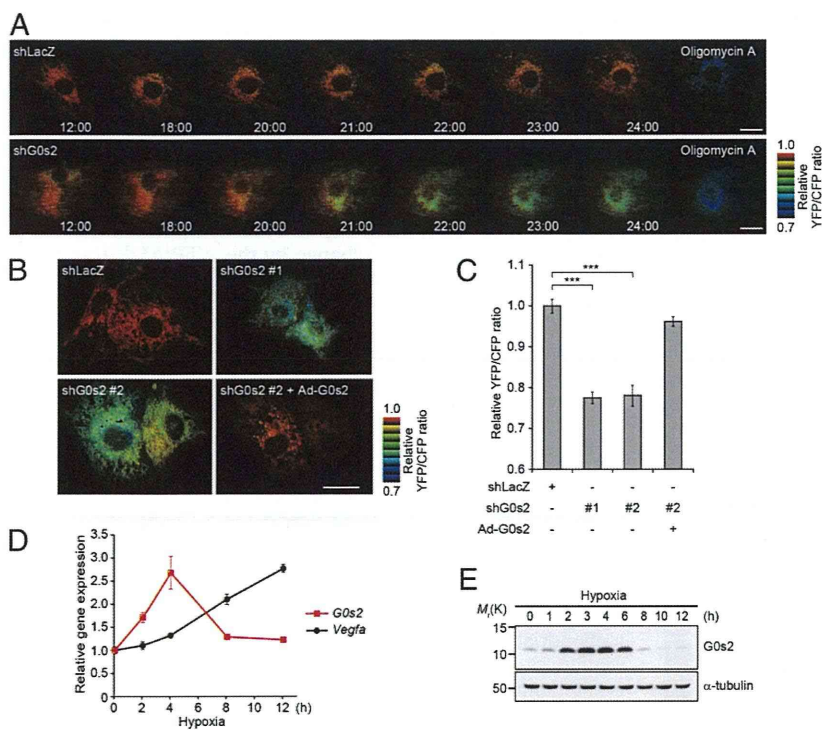 A
shLacZ
Oligomycin A
12:00 18:00 20:00 21:00 22:00 23:00 24:00
shG0s2
Oligomycin A
12:00 18:00 20:00 21:00 22:00 23:00 24:00
1.0
Relative
YFP/CFP ratio
0.7
B
shLacZ
shG0s2 #1
shG0s2 #2
shG0s2 #2 + Ad-G0s2
1.0
Relative
YFP/CFP ratio
0.7
C
Relative YFP/CFP ratio
1.1
1.0
0.9
0.8
0.7
0.6
***
***
shLacZ + - - -
shG0s2 - #1 #2 #2
Ad-G0s2 - - - +
D
Relative gene expression
3.5
3.0
2.5
2.0
1.5
1.0
0.5
0
0 2 4 6 8 10 12 (h)
Hypoxia
G0s2
Vegfa
E
Hypoxia
Mr(K) 0 1 2 3 4 6 8 10 12 (h)
15
10
G0s2
50
α-tubulin